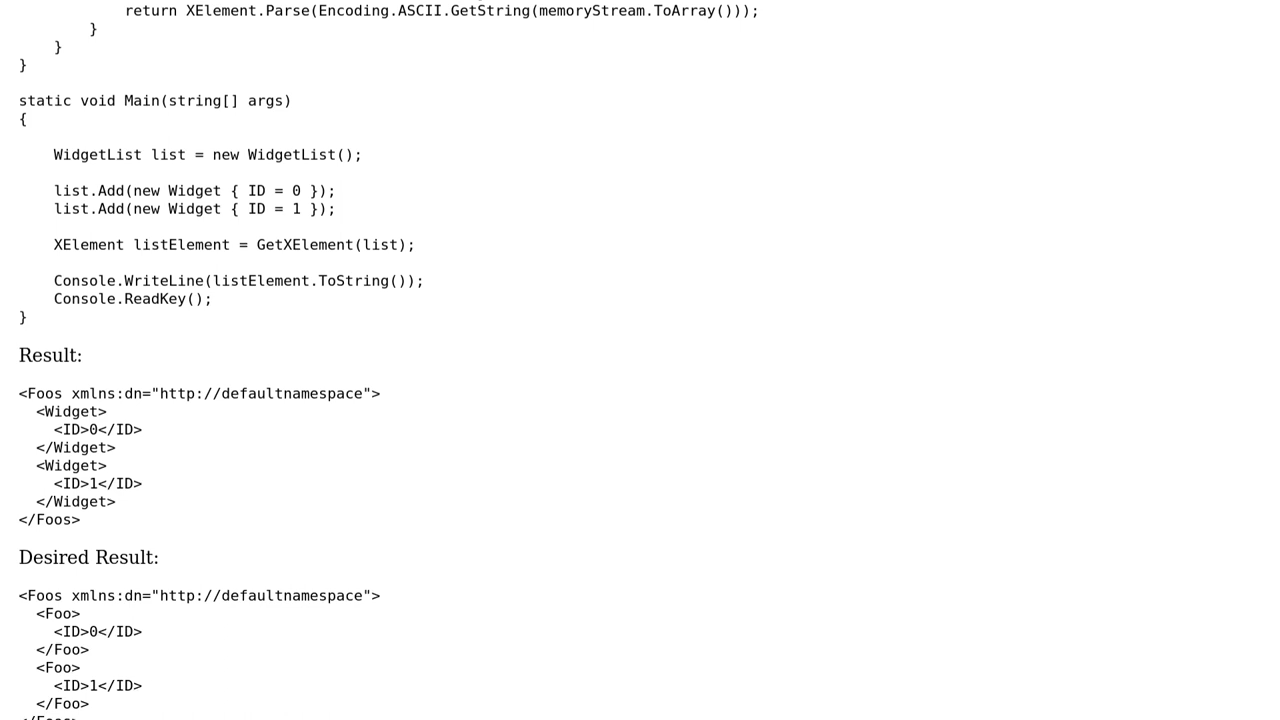 return XElement.Parse(Encoding.ASCII.GetString(memoryStream.ToArray()));
        }
    }
}

static void Main(string[] args)
{

    WidgetList list = new WidgetList();

    list.Add(new Widget { ID = 0 });
    list.Add(new Widget { ID = 1 });

    XElement listElement = GetXElement(list);

    Console.WriteLine(listElement.ToString());
    Console.ReadKey();
}

Result:

<Foos xmlns:dn="http://defaultnamespace">
  <Widget>
    <ID>0</ID>
  </Widget>
  <Widget>
    <ID>1</ID>
  </Widget>
</Foos>

Desired Result:

<Foos xmlns:dn="http://defaultnamespace">
  <Foo>
    <ID>0</ID>
  </Foo>
  <Foo>
    <ID>1</ID>
  </Foo>